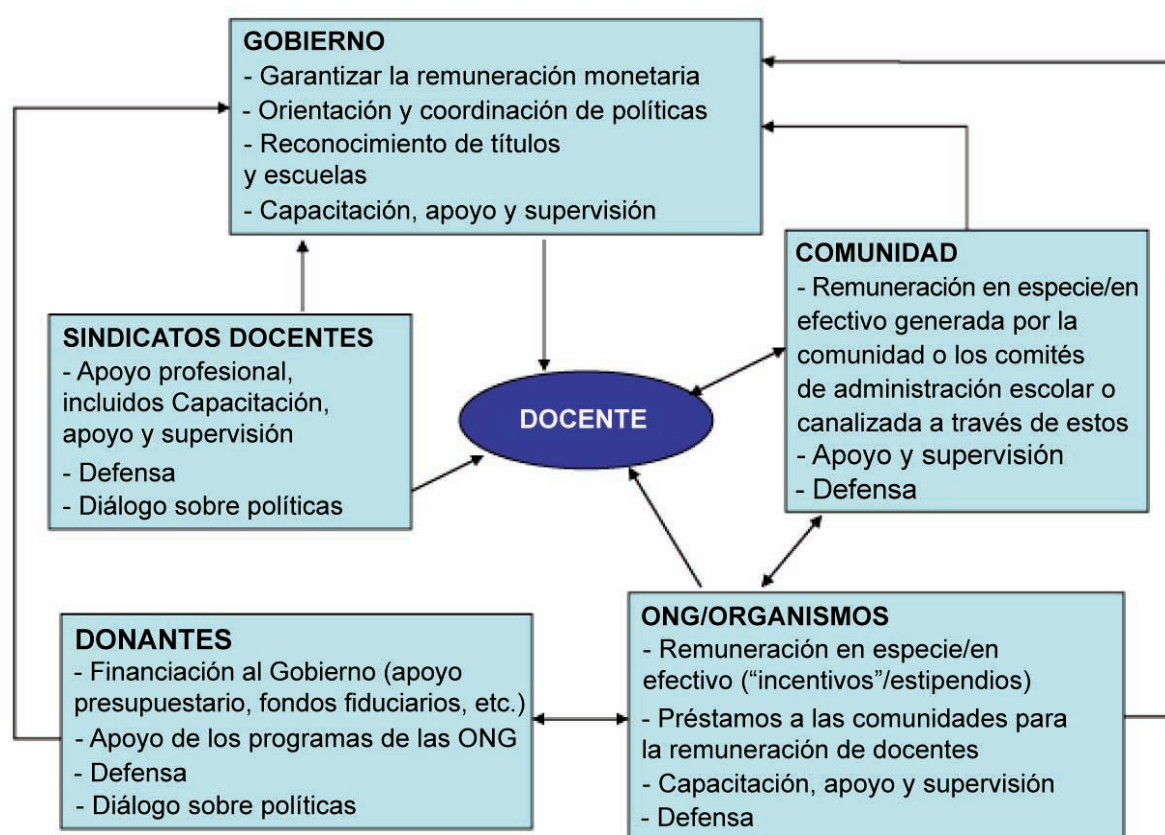 GOBIERNO
- Garantizar la remuneración monetaria
- Orientación y coordinación de políticas
- Reconocimiento de títulos
y escuelas
- Capacitación, apoyo y supervisión
SINDICATOS DOCENTES
- Apoyo profesional,
incluidos Capacitación,
apoyo y supervisión
- Defensa
- Diálogo sobre políticas
DOCENTE
COMUNIDAD
- Remuneración en especie/en
efectivo generada por la
comunidad o los comités
de administración escolar o
canalizada a través de estos
- Apoyo y supervisión
- Defensa
DONANTES
- Financiación al Gobierno (apoyo
presupuestario, fondos fiduciarios, etc.)
- Apoyo de los programas de las ONG
- Defensa
- Diálogo sobre políticas
ONG/ORGANISMOS
- Remuneración en especie/en
efectivo (“incentivos”/estipendios)
- Préstamos a las comunidades para
la remuneración de docentes
- Capacitación, apoyo y supervisión
- Defensa